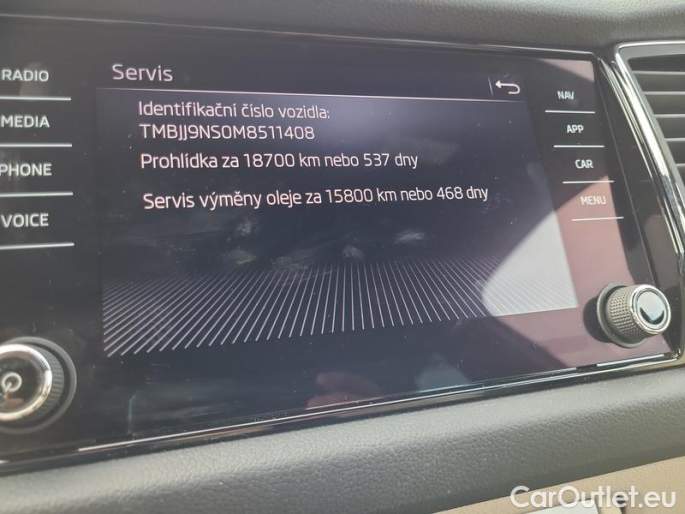 RADIO
MEDIA
PHONE
VOICE
Servis
Identifikační číslo vozidla:
TMBJJ9NS0M8511408
Prohlídka za 18700 km nebo 537 dny
Servis výměny oleje za 15800 km nebo 468 dny
NAV
APP
CAR
MENU
CarOutlet.eu